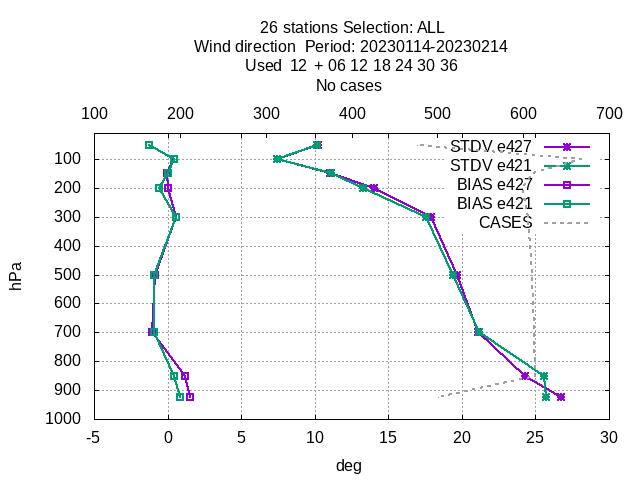 26 stations Selection: ALL
Wind direction  Period: 20230114-20230214
Used  12  + 06 12 18 24 30 36
No cases
100 200 300 400 500 600 700
STDV e427
STDV e421
BIAS e427
BIAS e421
CASES
100
200
300
400
500
600
700
800
900
1000
hPa
-5 0 5 10 15 20 25 30
deg